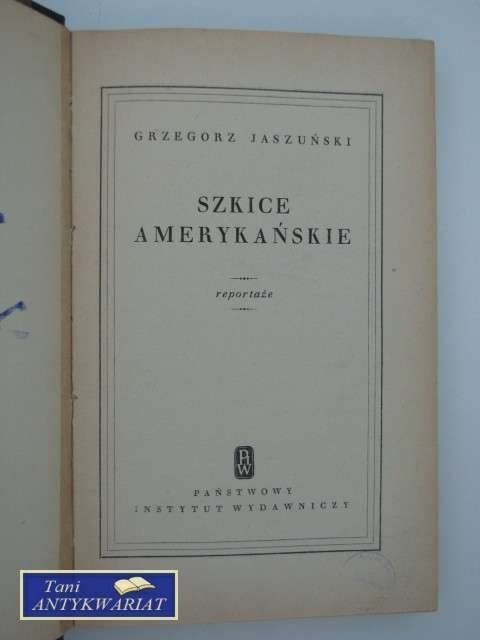 GRZEGORZ JASZUŃSKI
SZKICE
AMERYKAŃSKIE
reportaże
PIW
PAŃSTWOWY
INSTYTUT WYDAWNICZY
Tani
ANTYKWARIAT